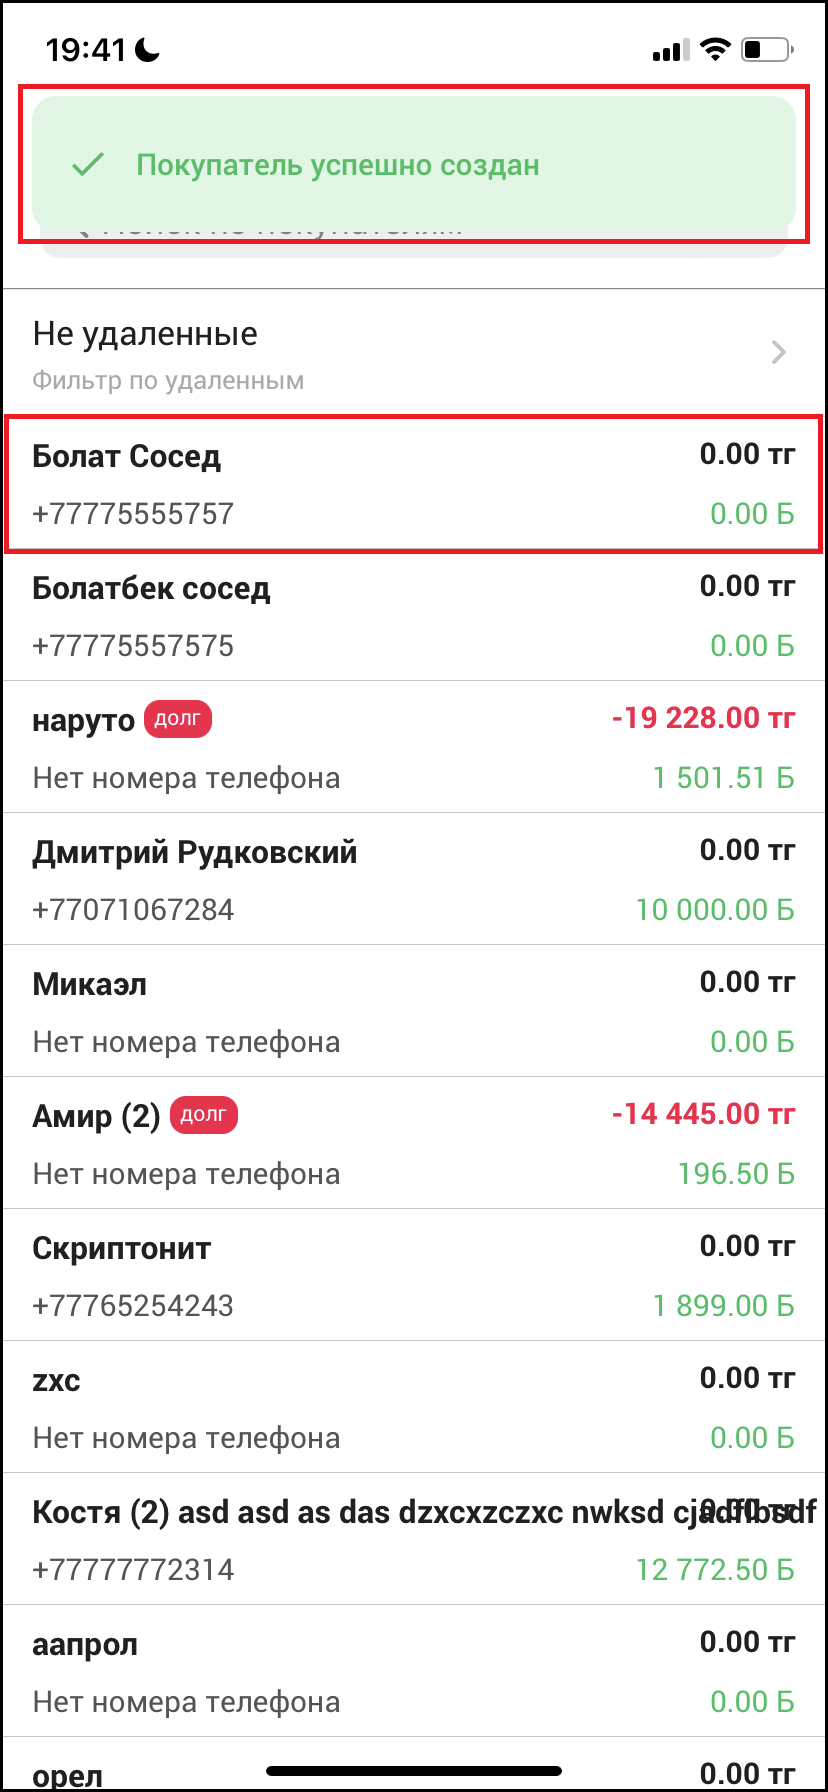 19:41
Покупатель успешно создан
Не удаленные
Фильтр по удаленным
Болат Сосед 0.00 тг
+77775555757 0.00 Б
Болатбек сосед 0.00 тг
+77775557575 0.00 Б
наруто долг -19 228.00 тг
Нет номера телефона 1 501.51 Б
Дмитрий Рудковский 0.00 тг
+77071067284 10 000.00 Б
Микаэл 0.00 тг
Нет номера телефона 0.00 Б
Амир (2) долг -14 445.00 тг
Нет номера телефона 196.50 Б
Скриптонит 0.00 тг
+77765254243 1 899.00 Б
zxc 0.00 тг
Нет номера телефона 0.00 Б
Костя (2) asd asd as das dzxcxzczxc nwksd 0.00 тг
+77777772314 12 772.50 Б
аапрол 0.00 тг
Нет номера телефона 0.00 Б
орел 0.00 тг